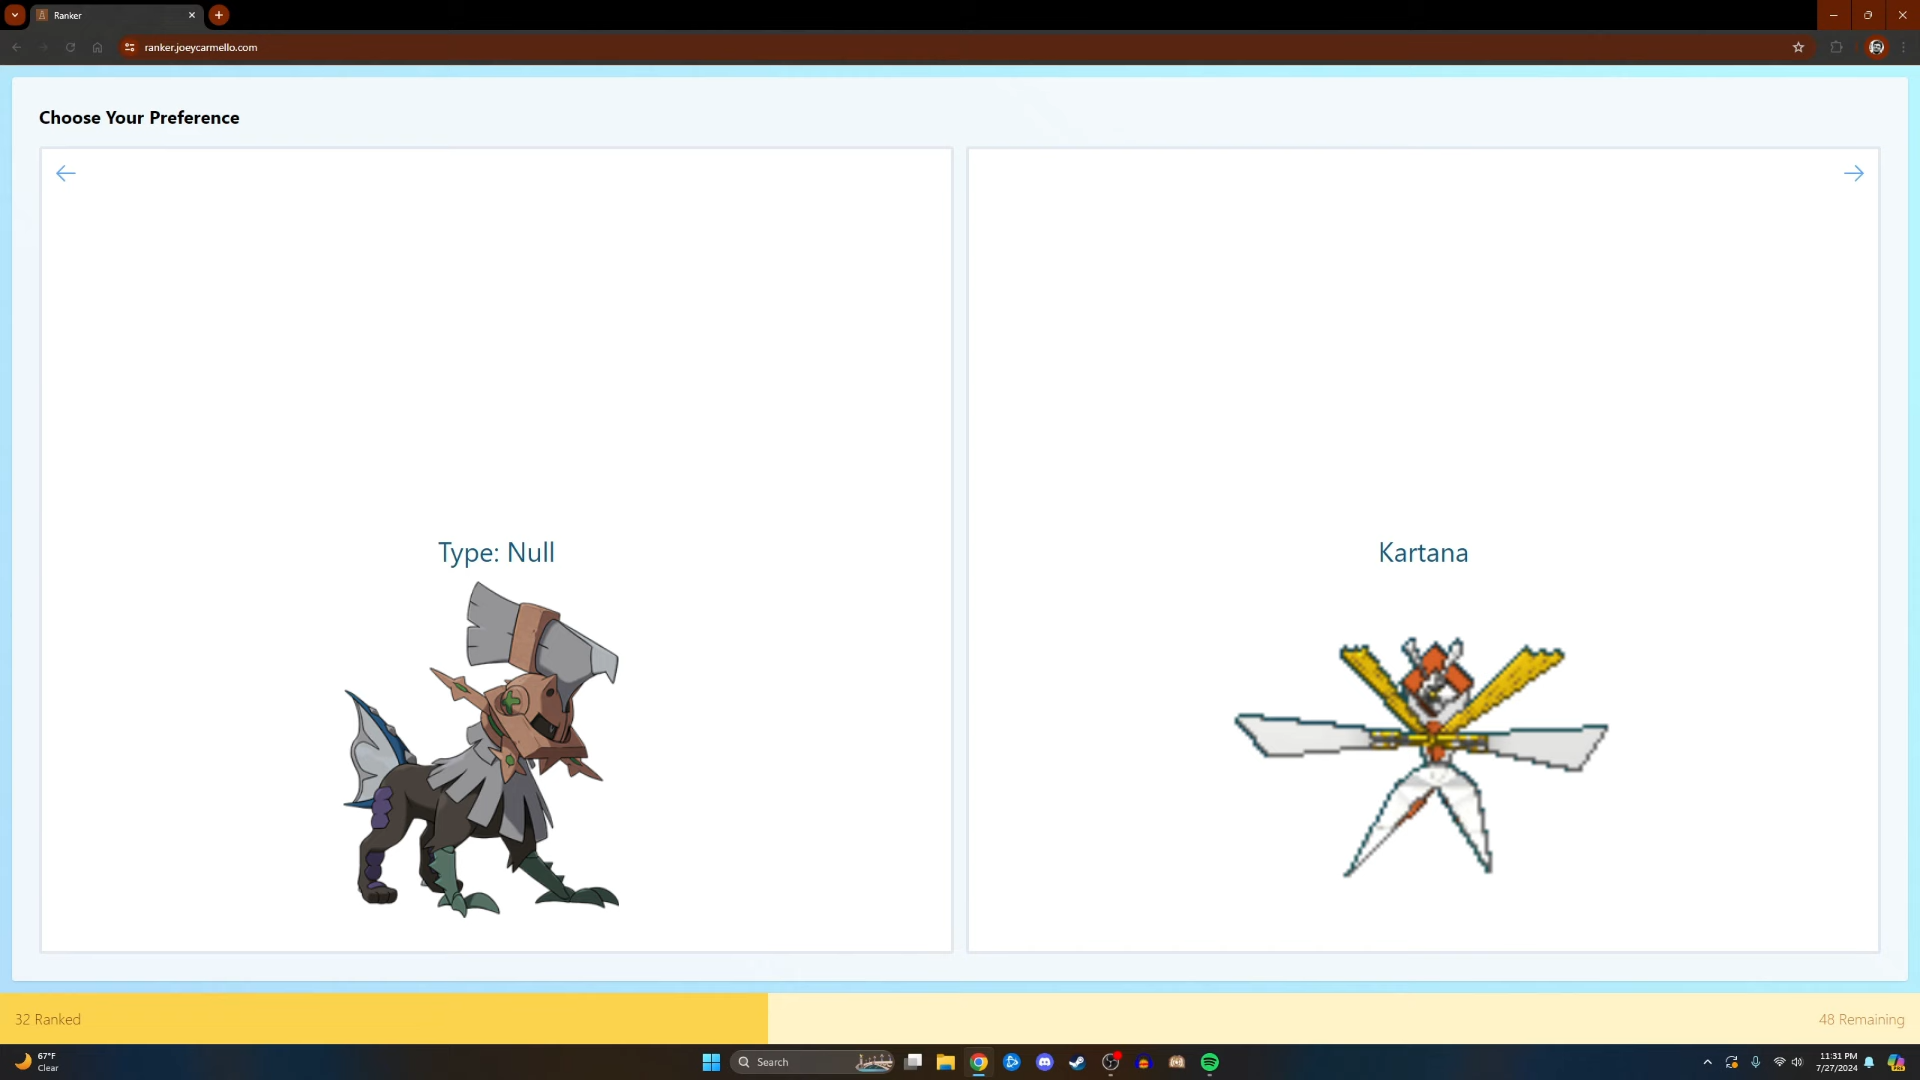 Ranker
ranker.joeycarmello.com
Choose Your Preference
Type: Null
Kartana
32 Ranked
48 Remaining
67°F
Clear
Search
11:31 PM
7/27/2024